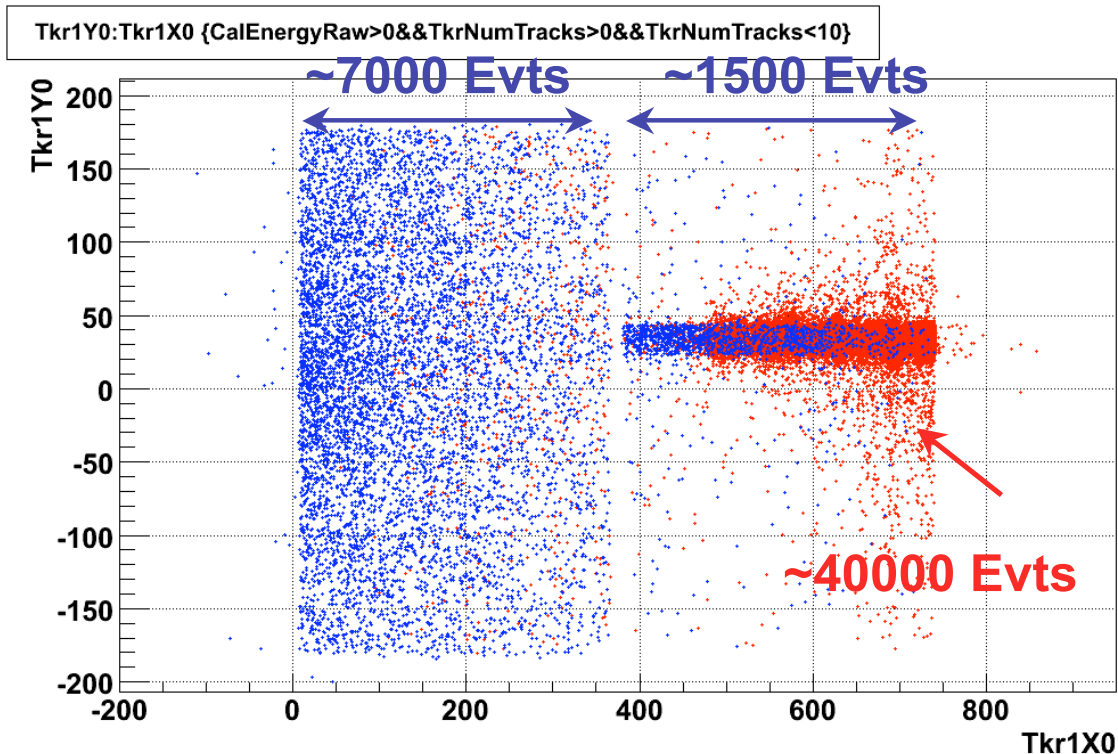 Tkr1Y0:Tkr1X0 {CalEnergyRaw>0&&TkrNumTracks>0&&TkrNumTracks<10}
~7000 Evts
~1500 Evts
Tkr1Y0
200
150
100
50
0
-50
-100
-150
-200
~40000 Evts
-200
0
200
400
600
800
Tkr1X0